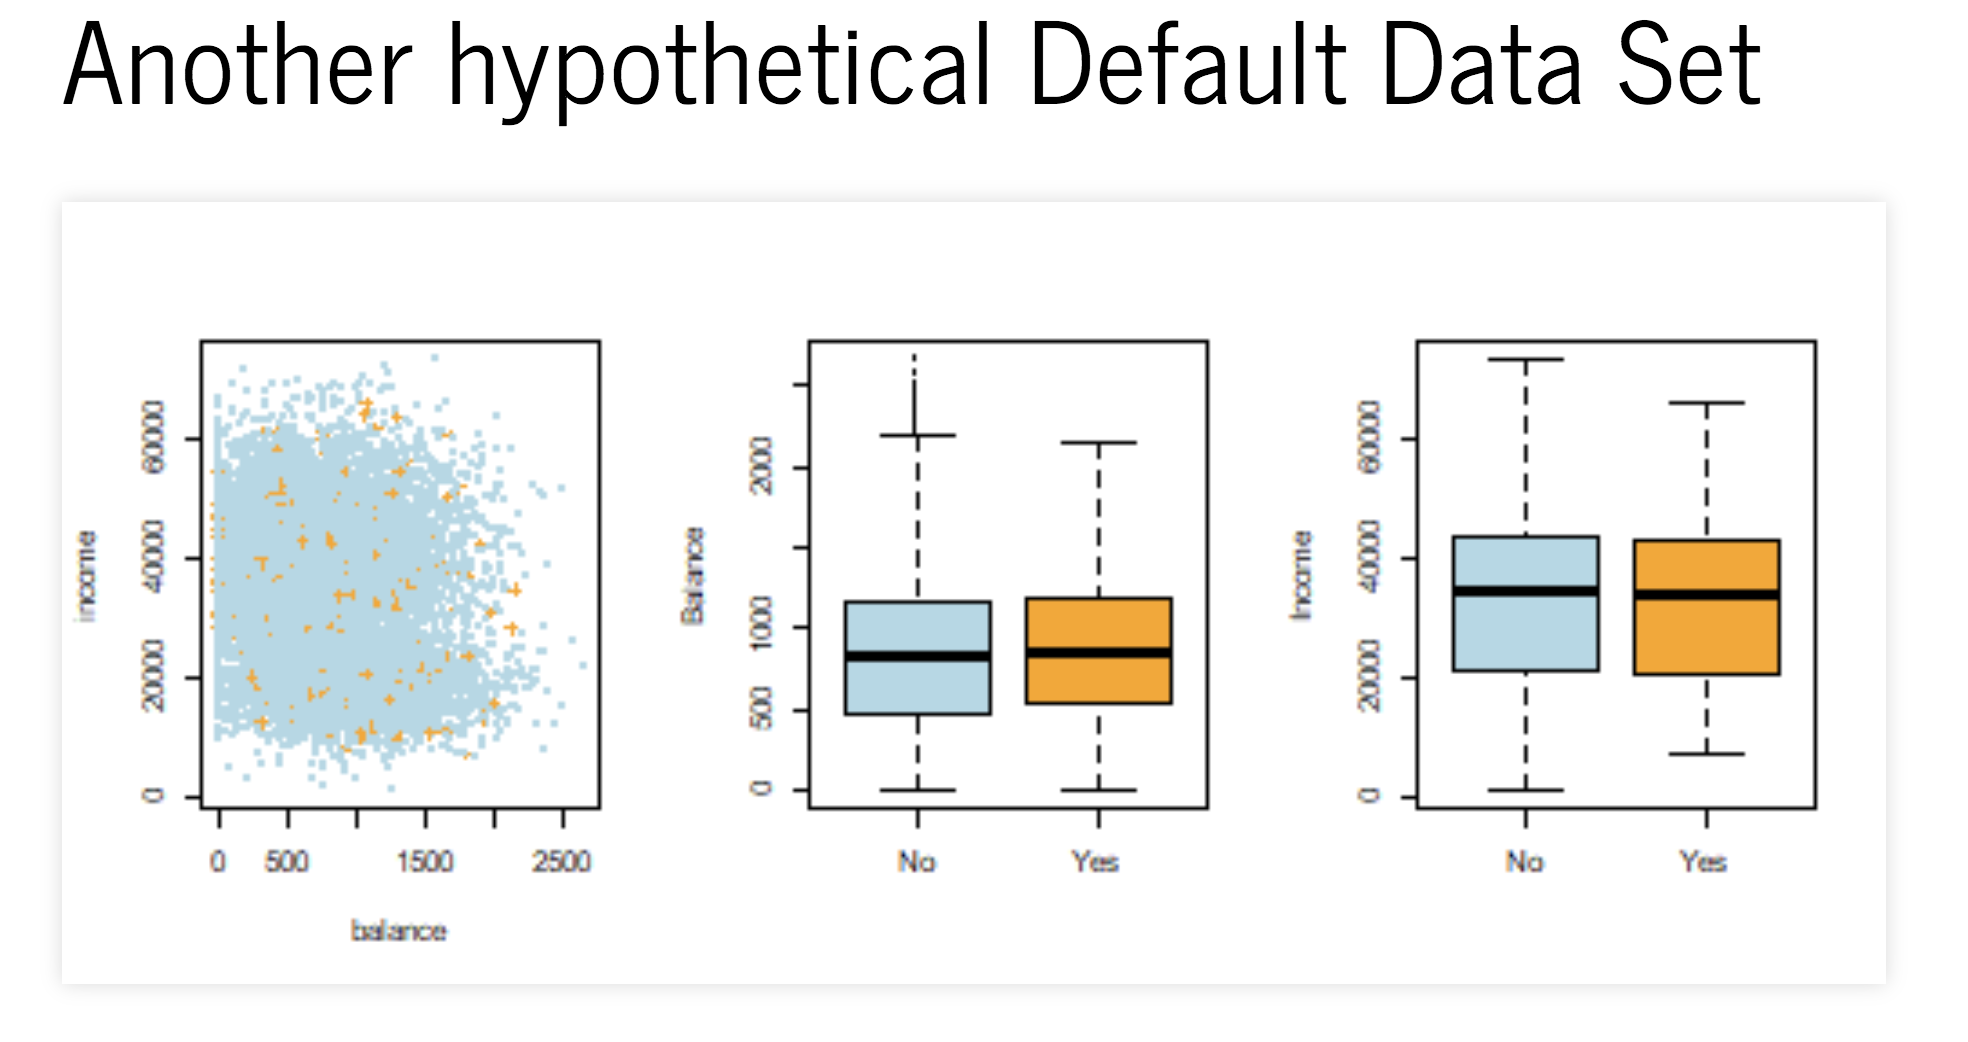 Another hypothetical Default Data Set
income
0
20000
40000
60000
0 500 1500 2500
balance
Balance
0
500
1000
2000
No Yes
Income
0
20000
40000
60000
No Yes